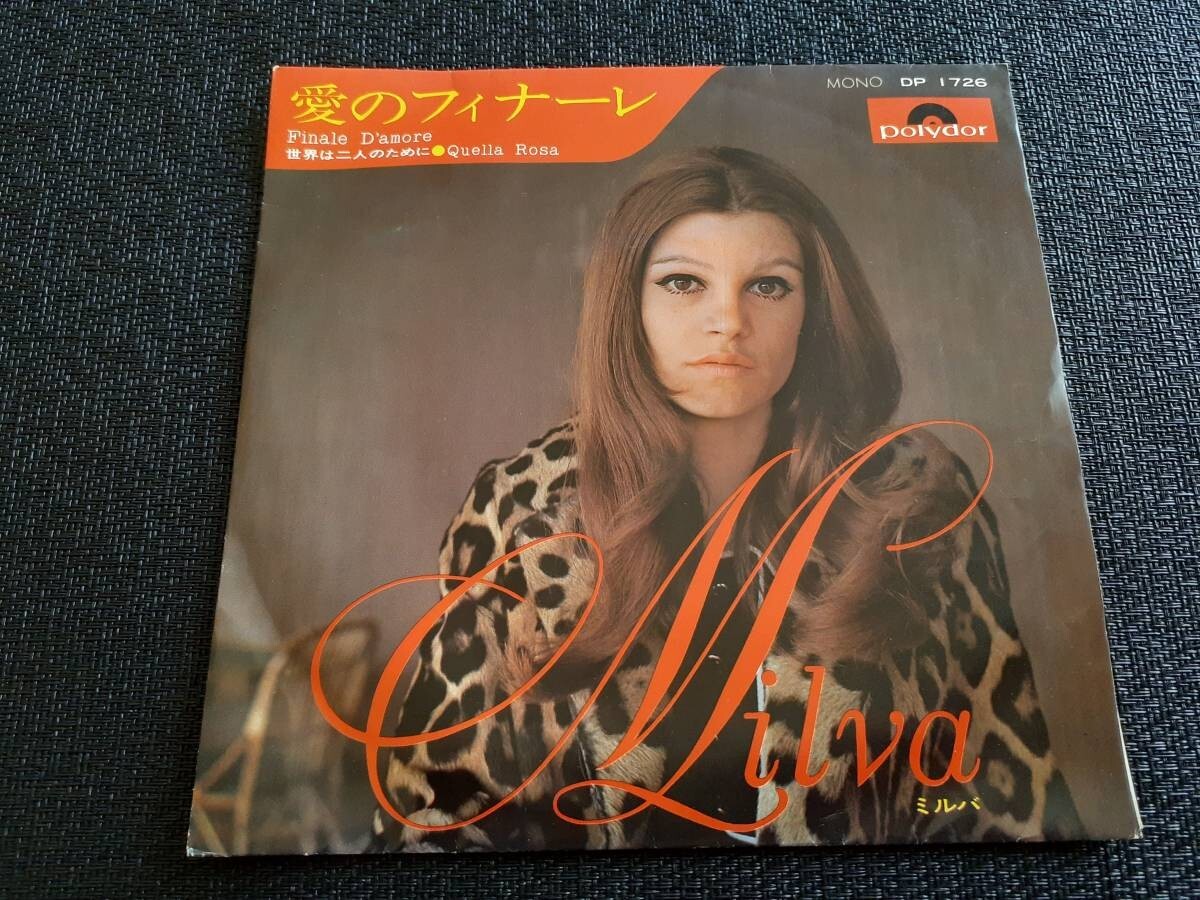 愛のフィナーレ
Finale D'amore
世界は二人のために●Quella Rosa
MONO DP 1726
polydor
Milva
ミルバ